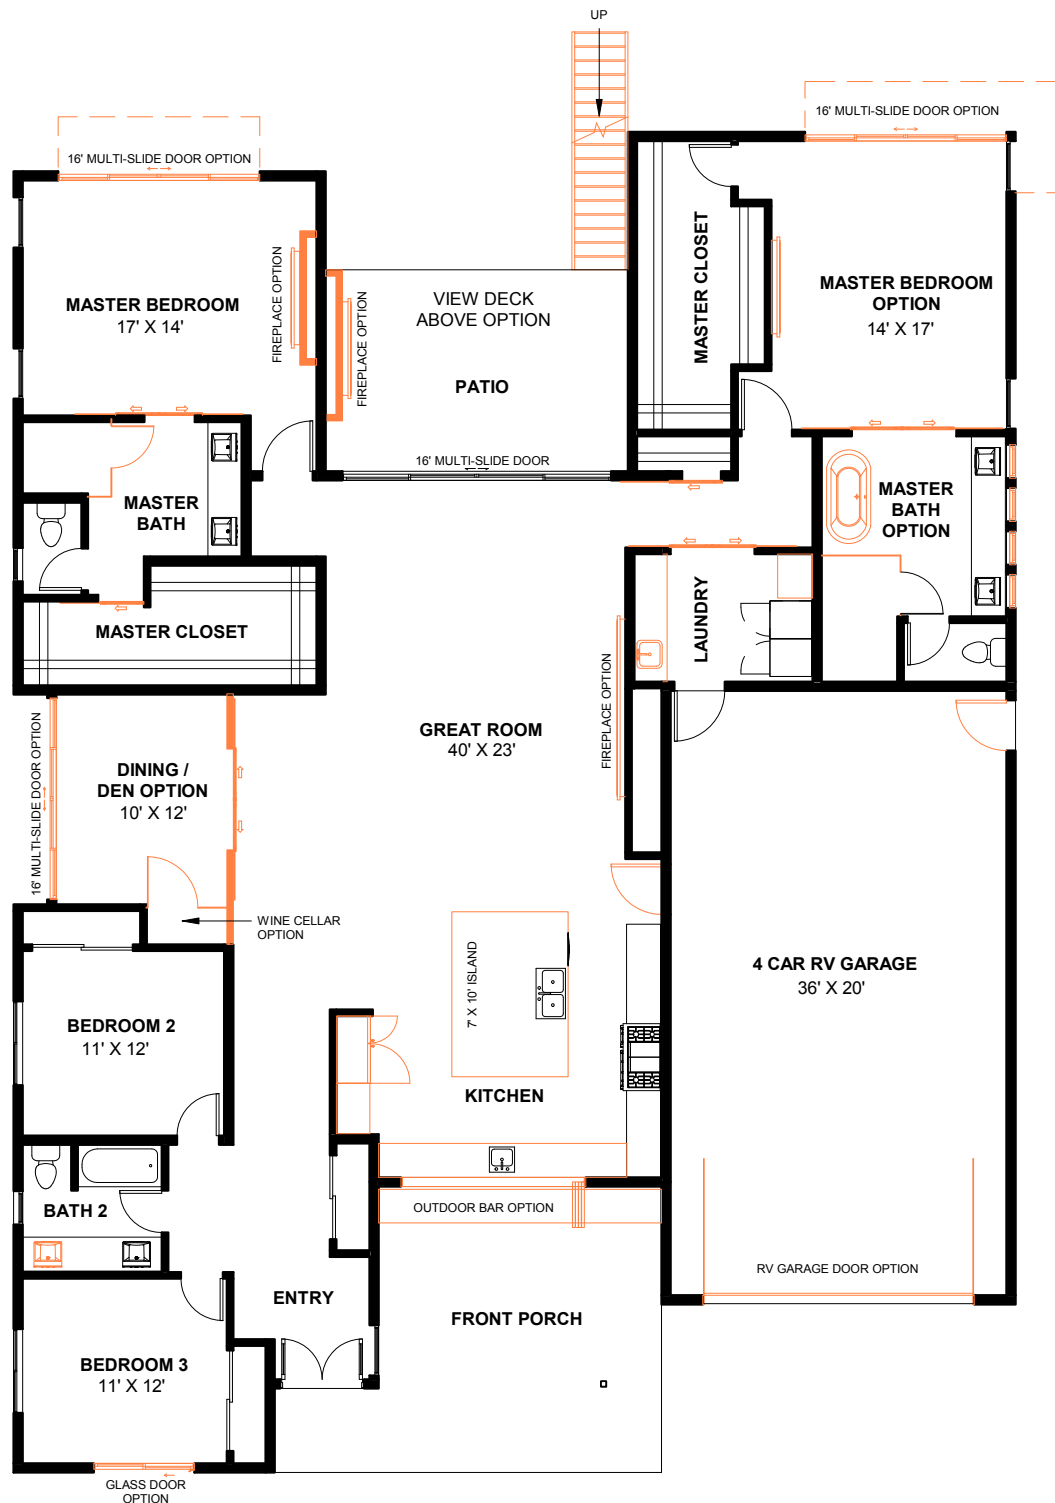 UP
16' MULTI-SLIDE DOOR OPTION
16' MULTI-SLIDE DOOR OPTION
MASTER BEDROOM
17' X 14'
FIREPLACE OPTION
FIREPLACE OPTION
VIEW DECK
ABOVE OPTION
PATIO
16' MULTI-SLIDE DOOR
MASTER CLOSET
MASTER BEDROOM
OPTION
14' X 17'
MASTER
BATH
MASTER
BATH
OPTION
MASTER CLOSET
LAUNDRY
GREAT ROOM
40' X 23'
FIREPLACE OPTION
16' MULTI-SLIDE DOOR OPTION
DINING /
DEN OPTION
10' X 12'
WINE CELLAR
OPTION
7' X 10' ISLAND
4 CAR RV GARAGE
36' X 20'
BEDROOM 2
11' X 12'
KITCHEN
BATH 2
OUTDOOR BAR OPTION
RV GARAGE DOOR OPTION
ENTRY
FRONT PORCH
BEDROOM 3
11' X 12'
GLASS DOOR
OPTION